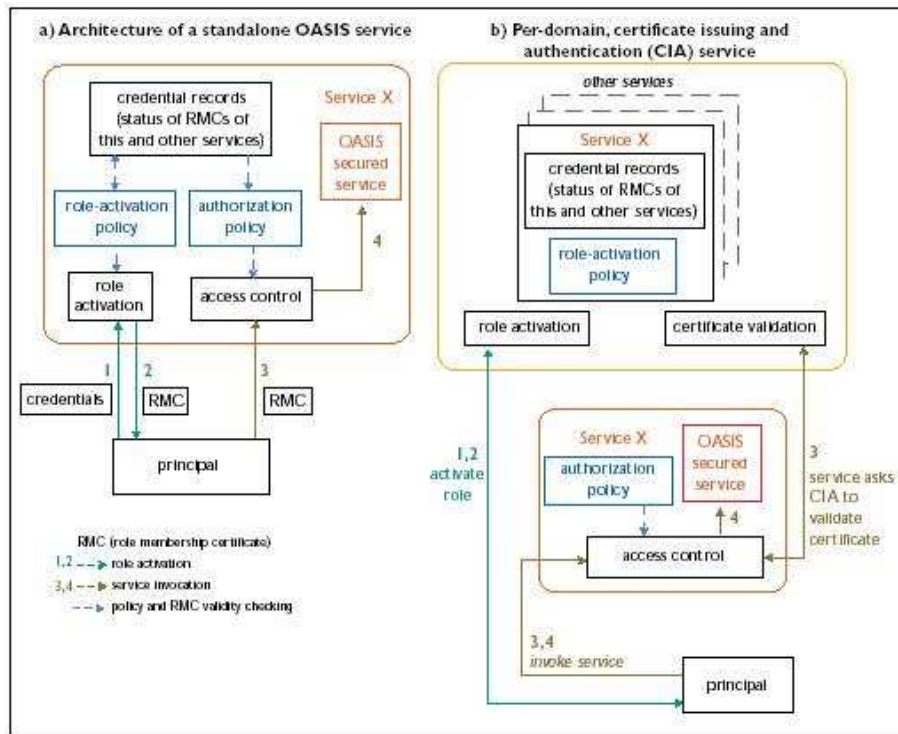 a) Architecture of a standalone OASIS service
credential records
(status of RMCs of
this and other services)
Service X
OASIS
secured
service
role-activation
policy
authorization
policy
4
role
activation
access control
1
2
3
credentials
RMC
RMC
principal
RMC (role membership certificate)
1,2 role activation
3,4 service invocation
policy and RMC validity checking
b) Per-domain, certificate issuing and
authentication (CIA) service
other services
Service X
credential records
(status of RMCs of
this and other services)
role-activation
policy
role activation
certificate validation
1,2
activate
role
Service X
authorization
policy
OASIS
secured
service
4
access control
3
service asks
CIA to
validate
certificate
3,4
invoke service
principal